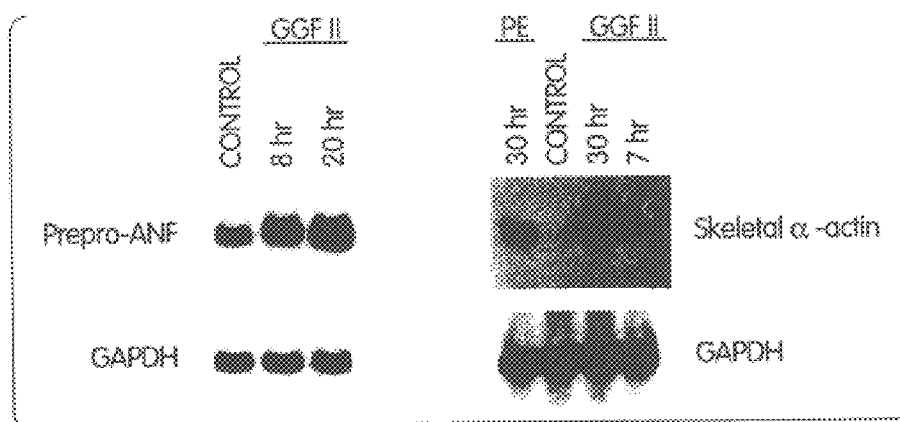 GGF II
CONTROL
8 hr
20 hr
Prepro-ANF
GAPDH
PE
GGF II
30 hr
CONTROL
30 hr
7 hr
Skeletal α -actin
GAPDH